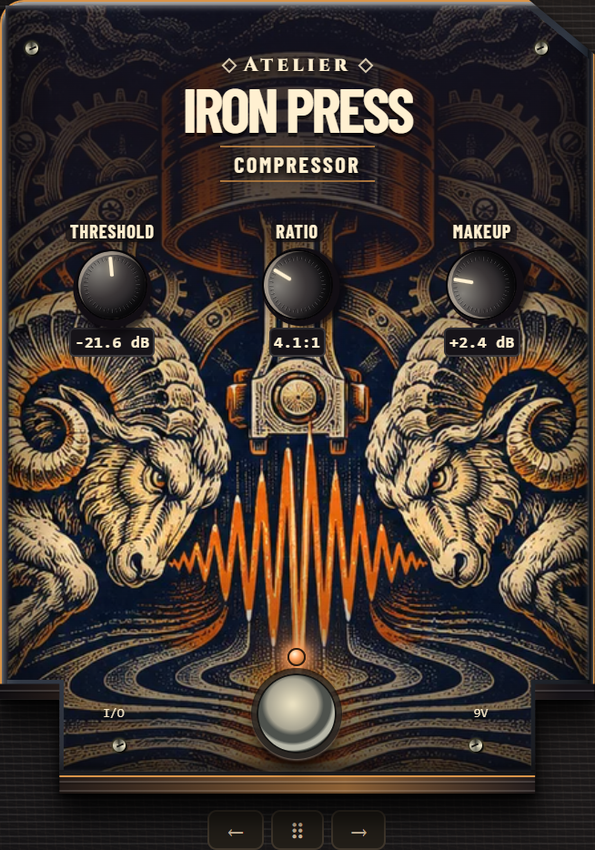 ATELIER
IRON PRESS
COMPRESSOR
THRESHOLD RATIO MAKEUP
-21.6 dB 4.1:1 +2.4 dB
I/O 9V